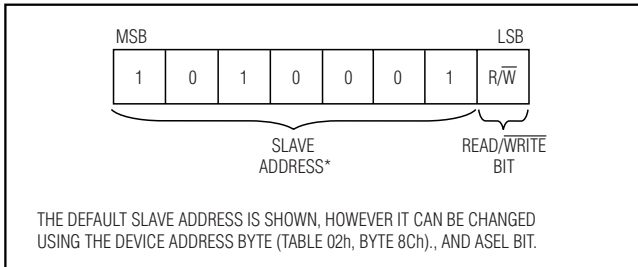 MSB LSB
1 0 1 0 0 0 1 R/W̅
SLAVE READ/W̅R̅I̅T̅E̅
ADDRESS* BIT
THE DEFAULT SLAVE ADDRESS IS SHOWN, HOWEVER IT CAN BE CHANGED
USING THE DEVICE ADDRESS BYTE (TABLE 02h, BYTE 8Ch)., AND ASEL BIT.